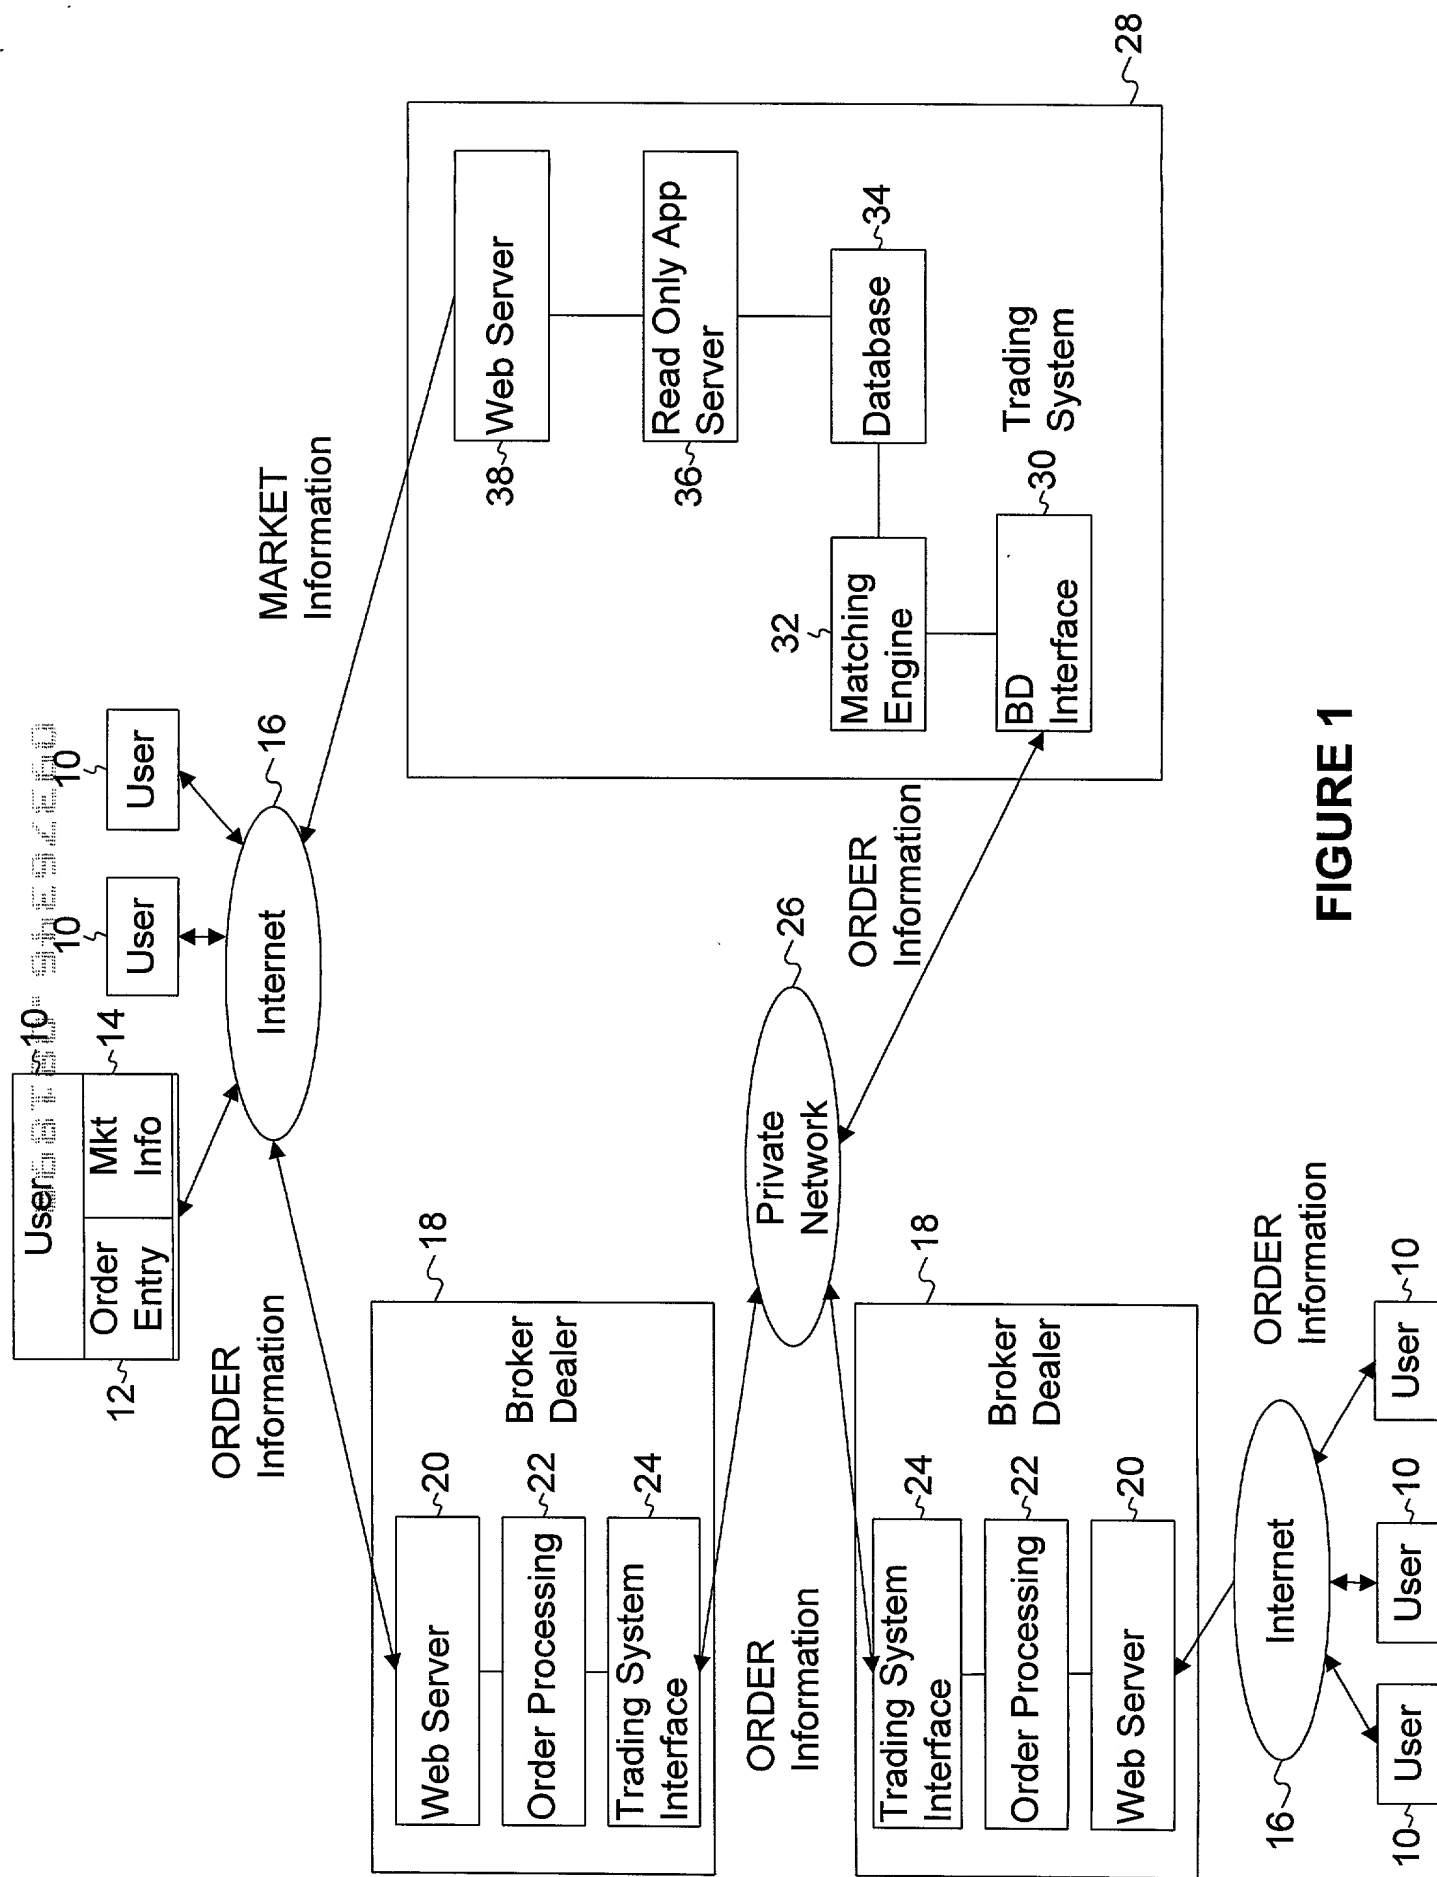 User
10
Order
Entry
12
Mkt
Info
14
User
10
User
10
Internet
16
ORDER
Information
MARKET
Information
18
Broker
Dealer
Web Server
20
Order Processing
22
Trading System
Interface
24
ORDER
Information
Private
Network
26
ORDER
Information
28
Web Server
38
Read Only App
Server
36
Database
34
Matching
Engine
32
BD
Interface
30
Trading
System
18
Broker
Dealer
Trading System
Interface
24
Order Processing
22
Web Server
20
ORDER
Information
Internet
16
User
10
User
10
User
10
FIGURE 1